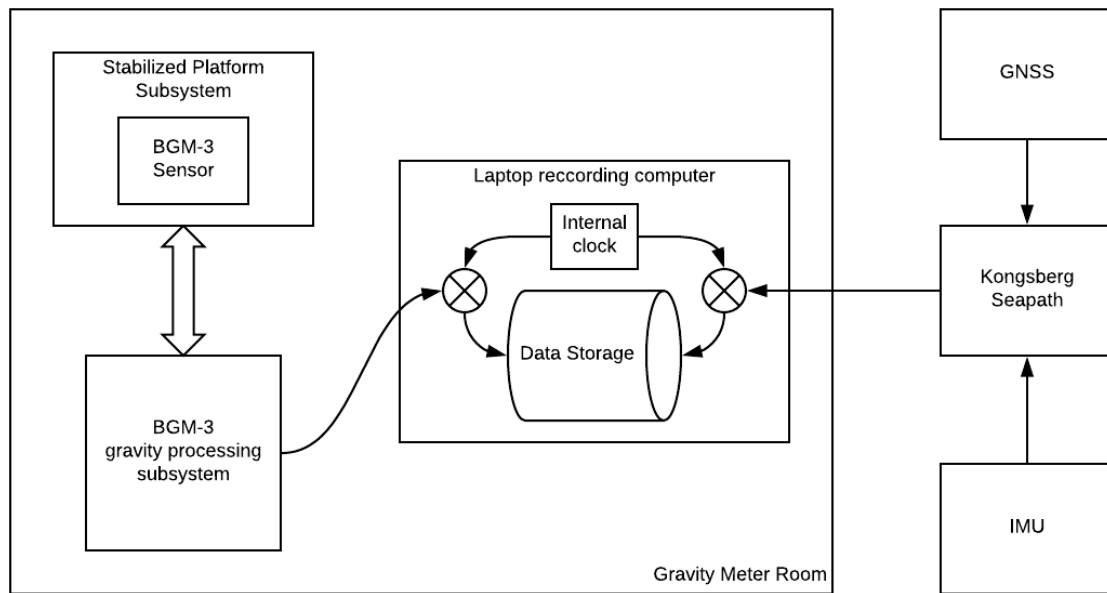 Stabilized Platform
Subsystem
BGM-3
Sensor
BGM-3
gravity processing
subsystem
Laptop reccording computer
Internal
clock
Data Storage
Gravity Meter Room
GNSS
Kongsberg
Seapath
IMU